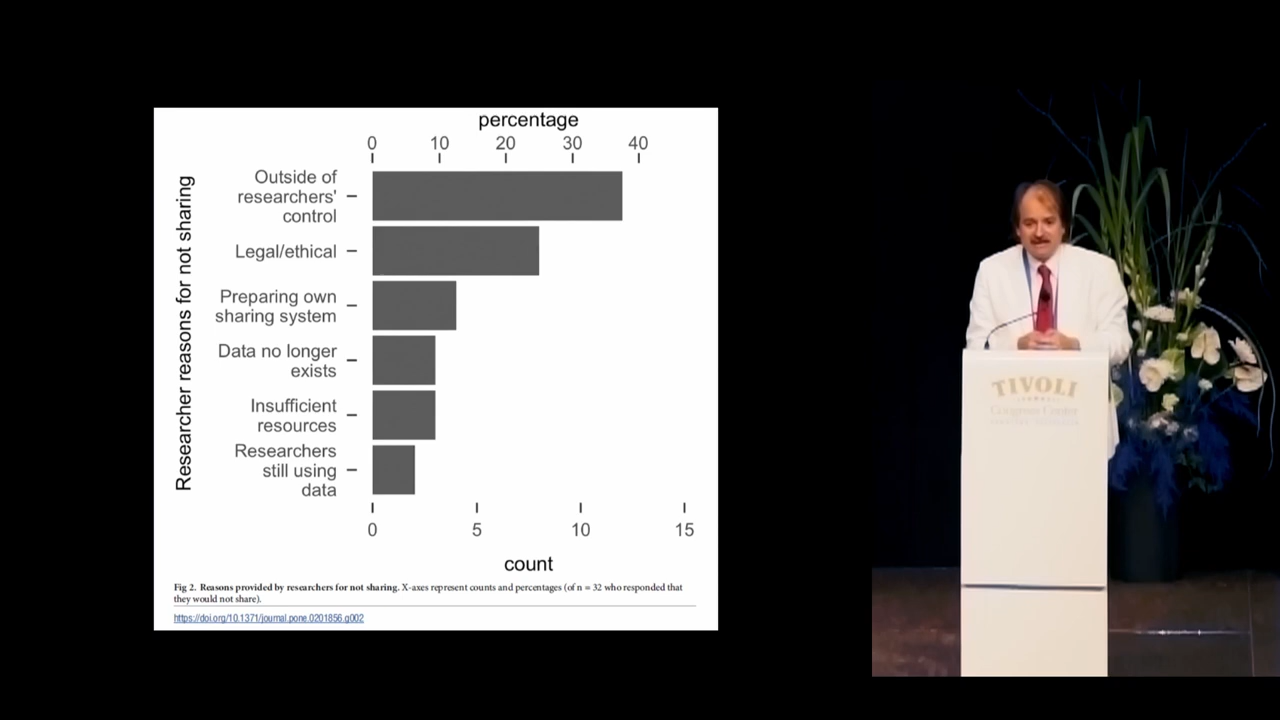 percentage
0 10 20 30 40
Researcher reasons for not sharing
Outside of
researchers'
control
Legal/ethical
Preparing own
sharing system
Data no longer
exists
Insufficient
resources
Researchers
still using
data
0 5 10 15
count
Fig 2. Reasons provided by researchers for not sharing. X-axes represent counts and percentages (of n = 32 who responded that
they would not share).
https://doi.org/10.1371/journal.pone.0201856.g002
TIVOLI
Congress Center